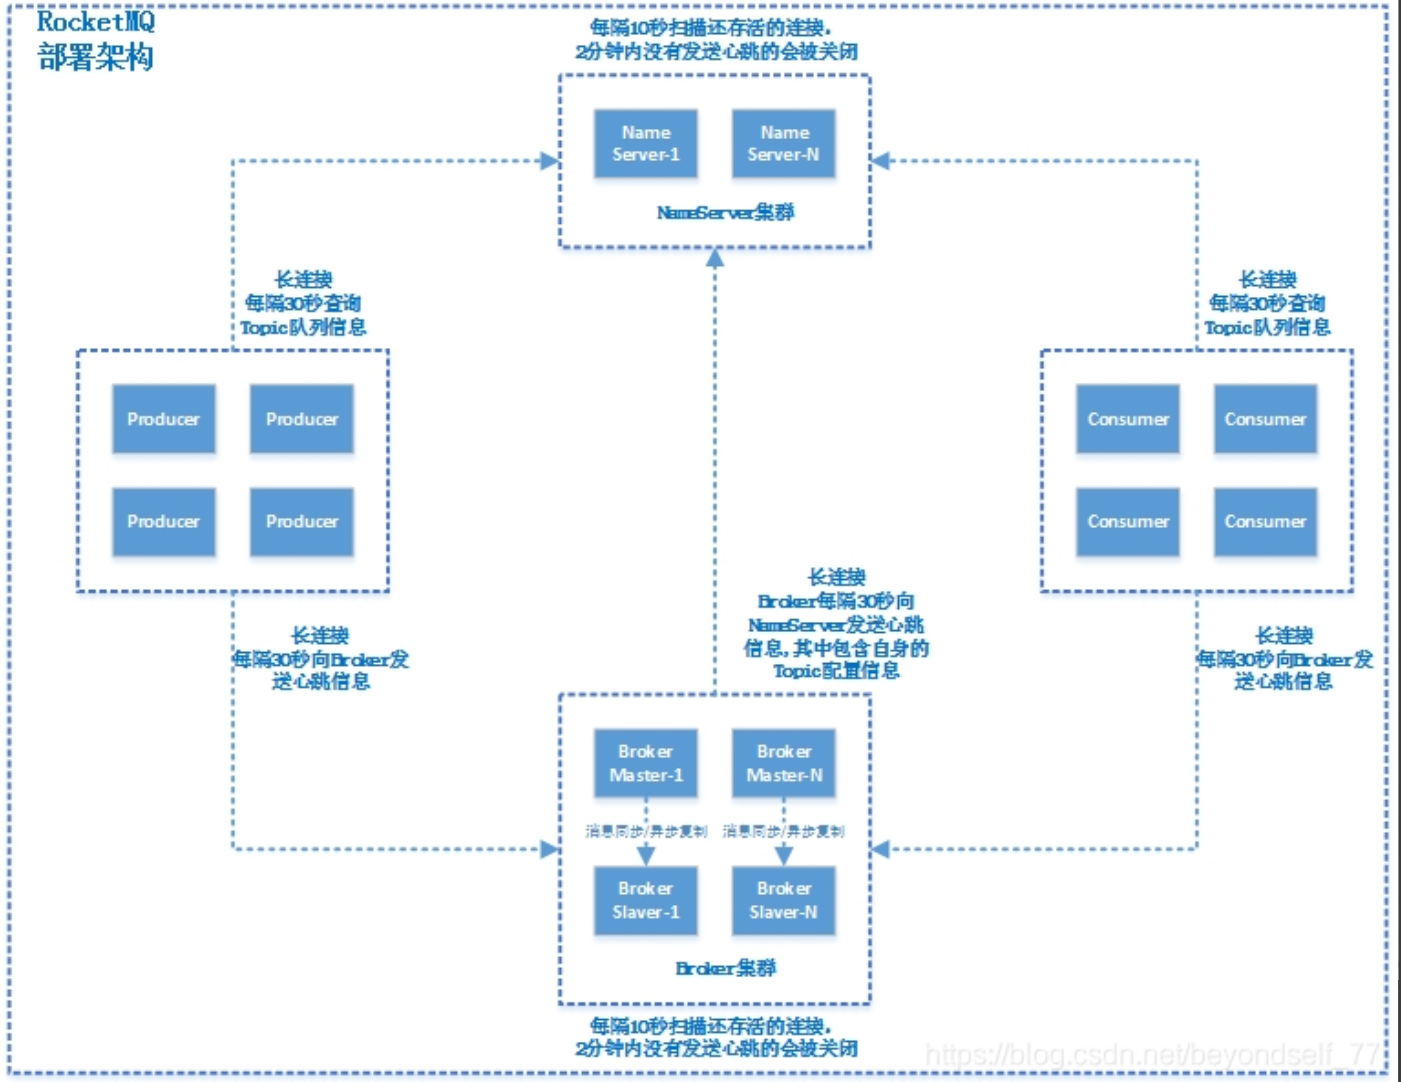 RocketMQ
部署架构
每隔10秒扫描还存活的连接,
2分钟内没有发送心跳的会被关闭
Name
Server-1
Name
Server-N
NameServer集群
长连接
每隔30秒查询
Topic队列信息
长连接
每隔30秒查询
Topic队列信息
Producer
Producer
Producer
Producer
Consumer
Consumer
Consumer
Consumer
长连接
Broker每隔30秒向
NameServer发送心跳
信息,其中包含自身的
Topic配置信息
长连接
每隔30秒向Broker发
送心跳信息
长连接
每隔30秒向Broker发
送心跳信息
Broker
Master-1
Broker
Master-N
消息同步/异步复制
消息同步/异步复制
Broker
Slaver-1
Broker
Slaver-N
Broker集群
每隔10秒扫描还存活的连接,
2分钟内没有发送心跳的会被关闭
https://blog.csdn.net/beyondself_77